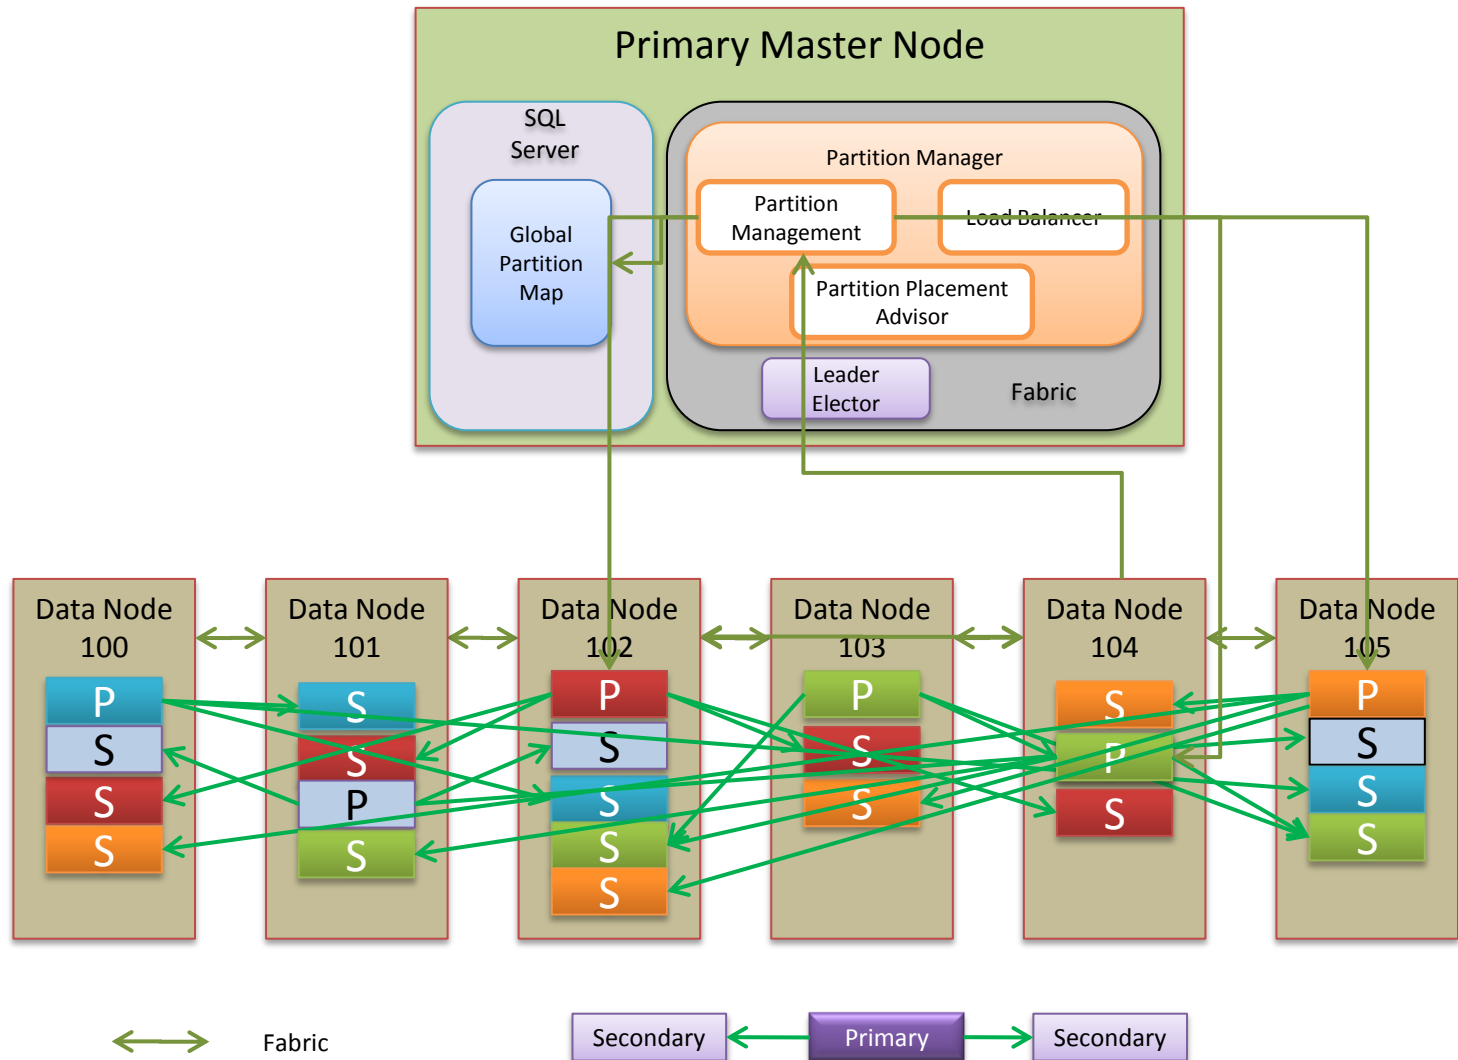 Primary Master Node
SQL
Server
Global
Partition
Map
Partition Manager
Partition
Management
Load Balancer
Partition Placement
Advisor
Leader
Elector
Fabric
Data Node
100
P
S
S
S
Data Node
101
S
S
P
S
Data Node
102
P
S
S
S
S
Data Node
103
P
S
S
Data Node
104
S
P
S
Data Node
105
P
S
S
S
Fabric
Secondary
Primary
Secondary